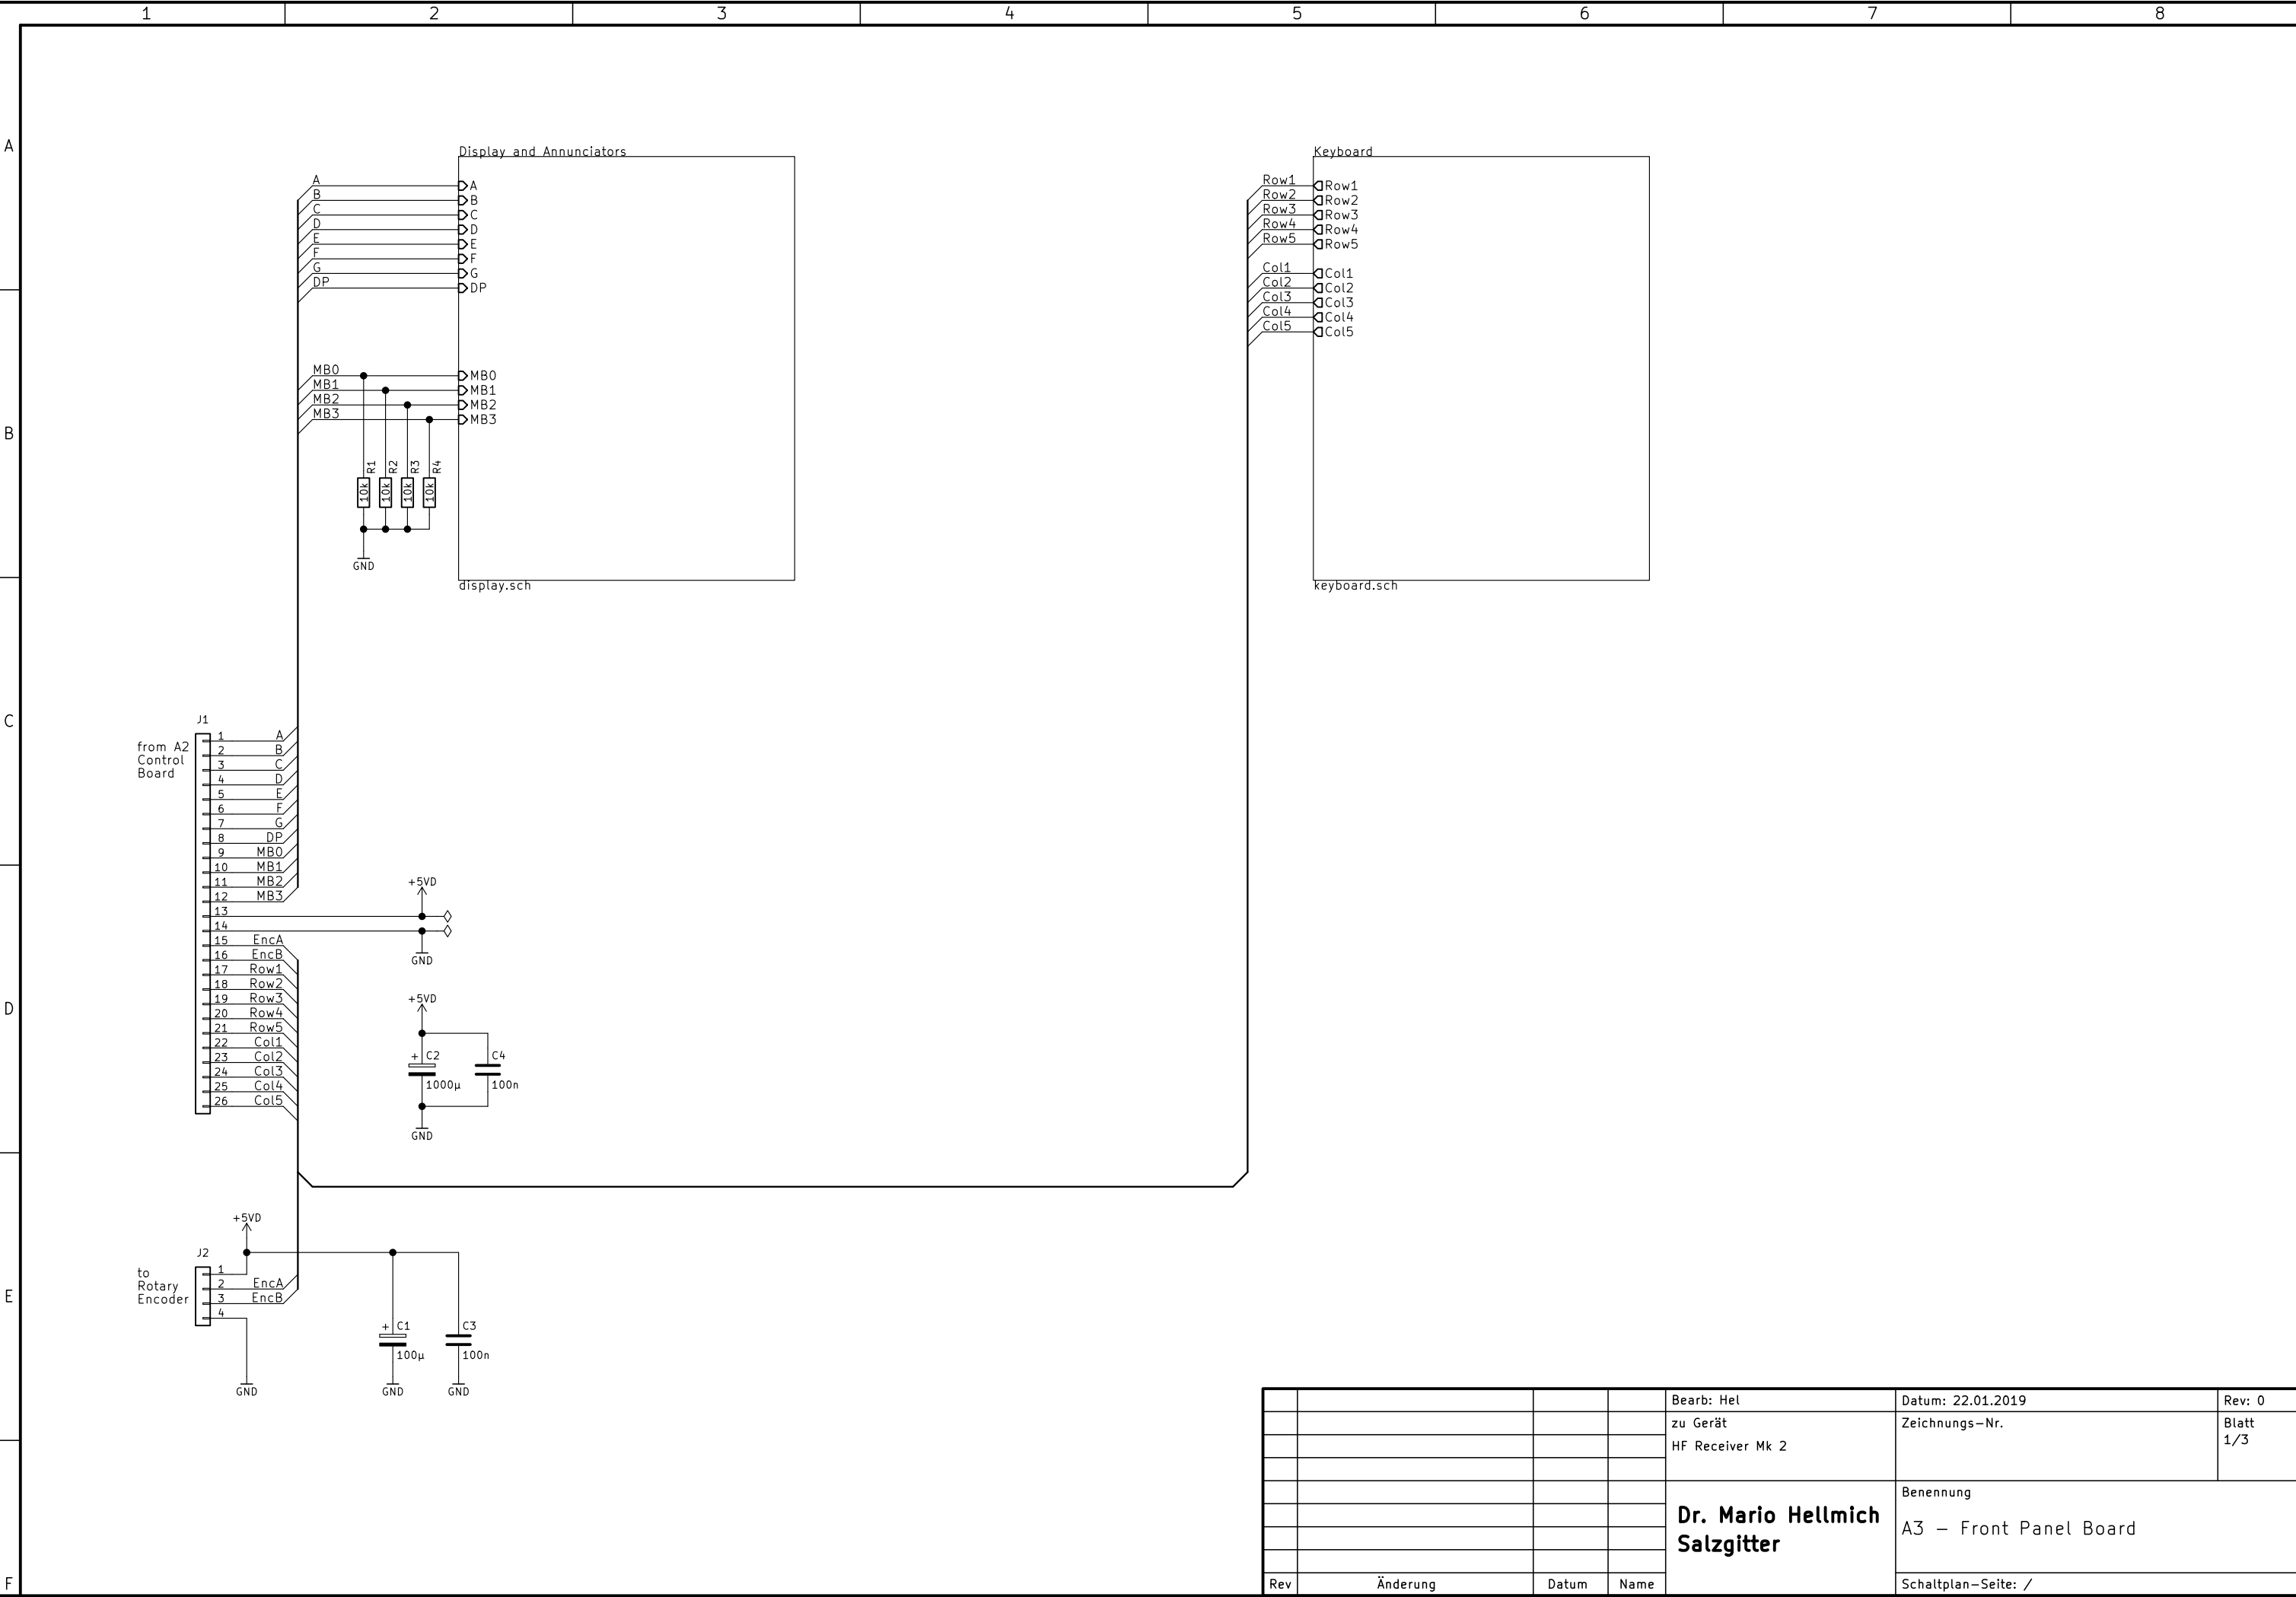 1 2 3 4 5 6 7 8
A
B
C
D
E
F
Display and Annunciators
A A
B B
C C
D D
E E
F F
G G
DP DP
MB0 MB0
MB1 MB1
MB2 MB2
MB3 MB3
R1 R2 R3 R4
10k 10k 10k 10k
GND
display.sch
Keyboard
Row1 Row1
Row2 Row2
Row3 Row3
Row4 Row4
Row5 Row5
Col1 Col1
Col2 Col2
Col3 Col3
Col4 Col4
Col5 Col5
keyboard.sch
J1
from A2
Control
Board
1 A
2 B
3 C
4 D
5 E
6 F
7 G
8 DP
9 MB0
10 MB1
11 MB2
12 MB3
13
14
15 EncA
16 EncB
17 Row1
18 Row2
19 Row3
20 Row4
21 Row5
22 Col1
23 Col2
24 Col3
25 Col4
26 Col5
+5VD
GND
+5VD
+ C2 C4
1000µ 100n
GND
+5VD
J2
to
Rotary
Encoder
1
2 EncA
3 EncB
4
+ C1 C3
100µ 100n
GND GND GND
Bearb: Hel Datum: 22.01.2019 Rev: 0
zu Gerät Zeichnungs-Nr. Blatt
HF Receiver Mk 2 1/3
Benennung
Dr. Mario Hellmich
Salzgitter
A3 – Front Panel Board
Rev Änderung Datum Name Schaltplan-Seite: /